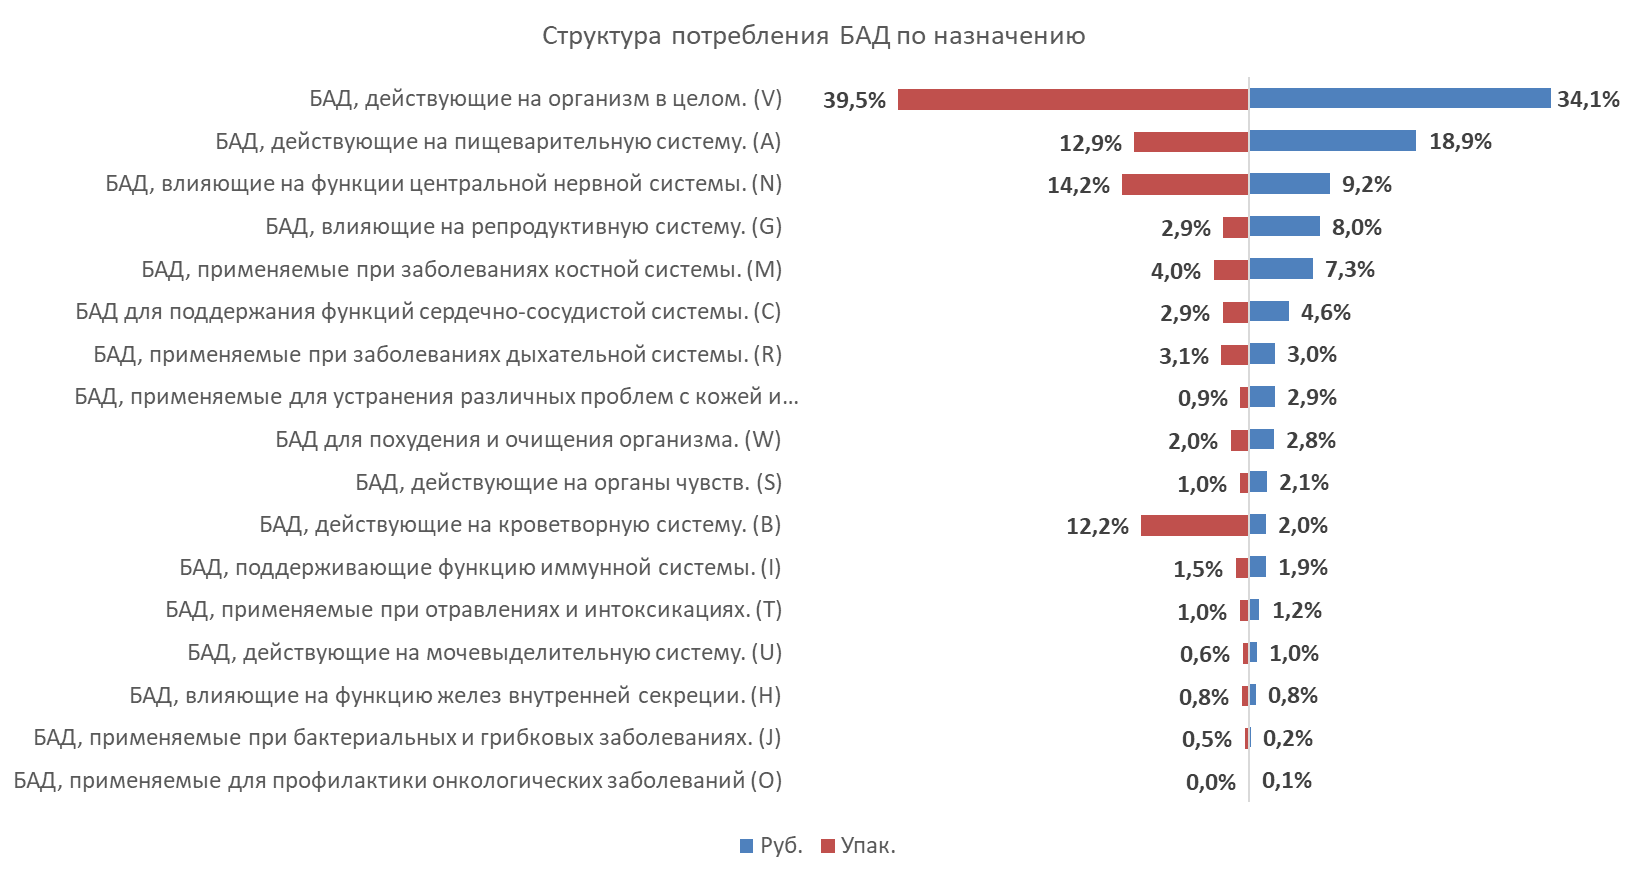 Структура потребления БАД по назначению
БАД, действующие на организм в целом. (V) 39,5% 34,1%
БАД, действующие на пищеварительную систему. (A) 12,9% 18,9%
БАД, влияющие на функции центральной нервной системы. (N) 14,2% 9,2%
БАД, влияющие на репродуктивную систему. (G) 2,9% 8,0%
БАД, применяемые при заболеваниях костной системы. (M) 4,0% 7,3%
БАД для поддержания функций сердечно-сосудистой системы. (C) 2,9% 4,6%
БАД, применяемые при заболеваниях дыхательной системы. (R) 3,1% 3,0%
БАД, применяемые для устранения различных проблем с кожей и... 0,9% 2,9%
БАД для похудения и очищения организма. (W) 2,0% 2,8%
БАД, действующие на органы чувств. (S) 1,0% 2,1%
БАД, действующие на кроветворную систему. (B) 12,2% 2,0%
БАД, поддерживающие функцию иммунной системы. (I) 1,5% 1,9%
БАД, применяемые при отравлениях и интоксикациях. (T) 1,0% 1,2%
БАД, действующие на мочевыделительную систему. (U) 0,6% 1,0%
БАД, влияющие на функцию желез внутренней секреции. (H) 0,8% 0,8%
БАД, применяемые при бактериальных и грибковых заболеваниях. (J) 0,5% 0,2%
БАД, применяемые для профилактики онкологических заболеваний (O) 0,0% 0,1%
Руб. Упак.